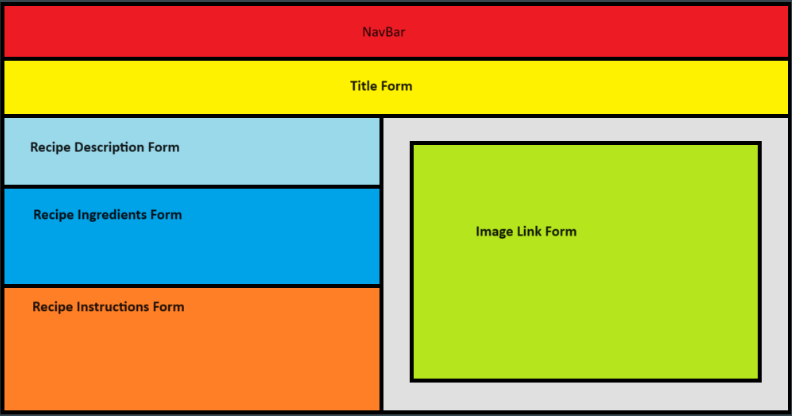 NavBar
Title Form
Recipe Description Form
Recipe Ingredients Form
Recipe Instructions Form
Image Link Form